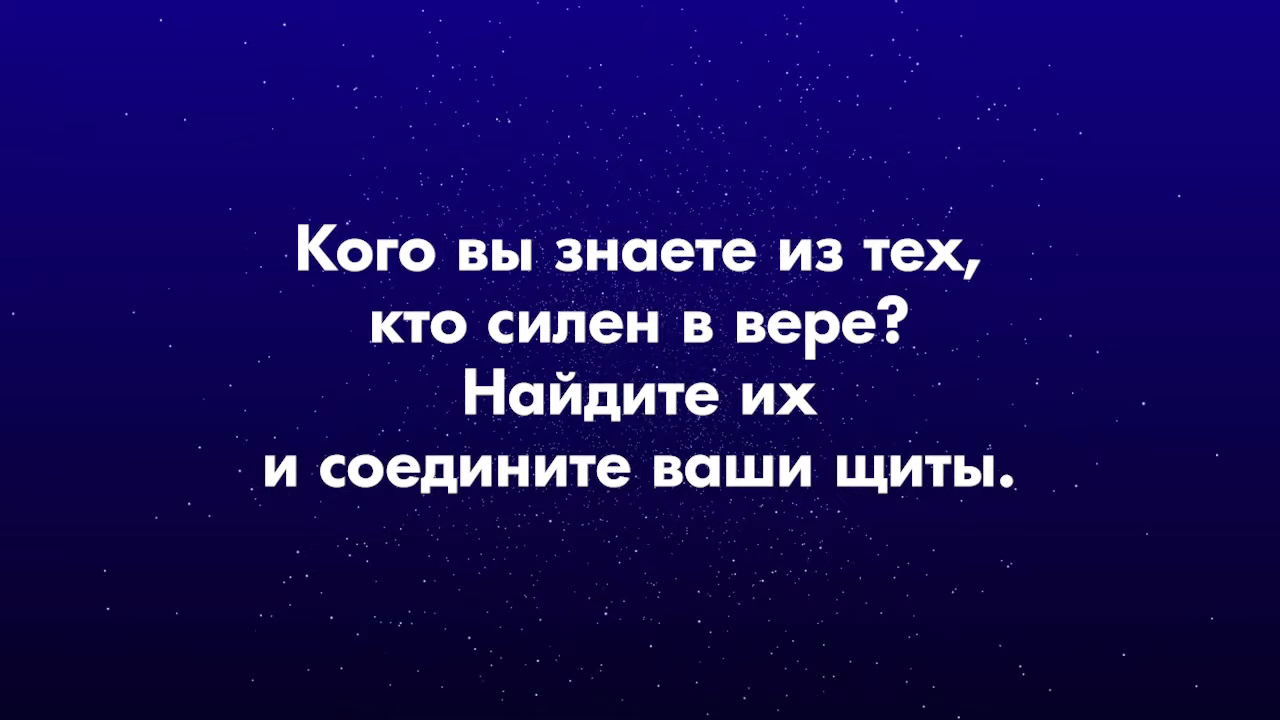 Кого вы знаете из тех,
кто силен в вере?
Найдите их
и соедините ваши щиты.